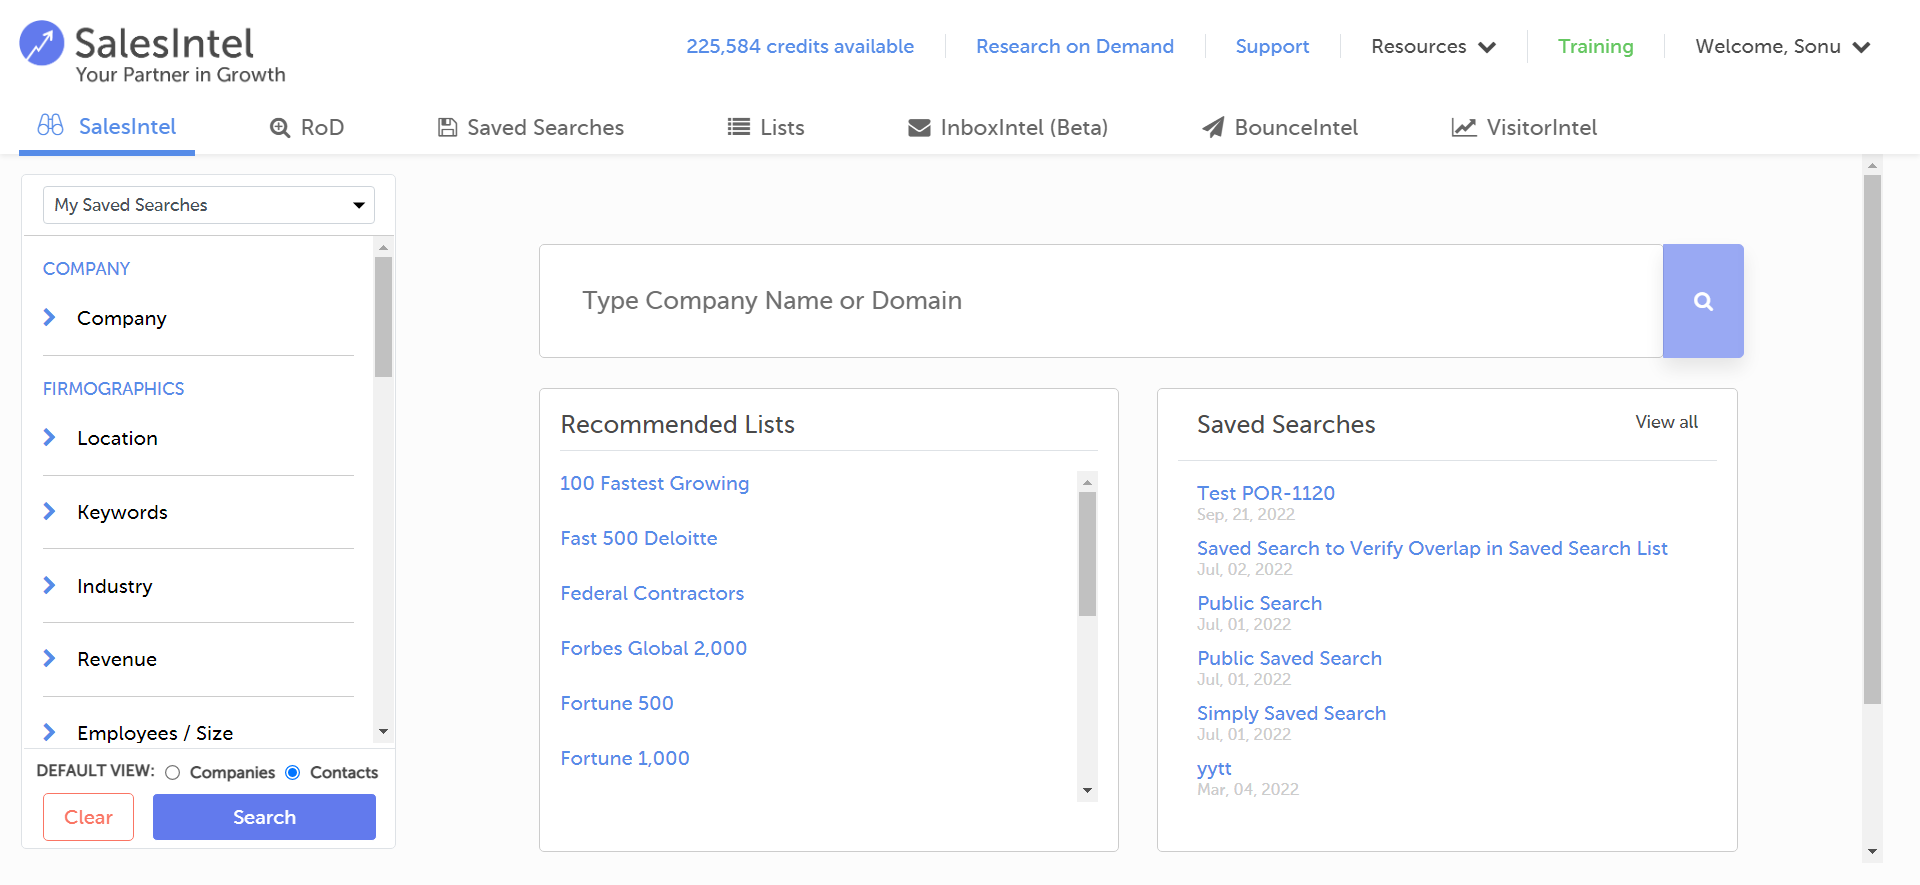 SalesIntel
Your Partner in Growth
225,584 credits available
Research on Demand
Support
Resources
Training
Welcome, Sonu
SalesIntel
RoD
Saved Searches
Lists
InboxIntel (Beta)
BounceIntel
VisitorIntel
My Saved Searches
COMPANY
Company
FIRMOGRAPHICS
Location
Keywords
Industry
Revenue
Employees / Size
DEFAULT VIEW: Companies Contacts
Clear
Search
Type Company Name or Domain
Recommended Lists
100 Fastest Growing
Fast 500 Deloitte
Federal Contractors
Forbes Global 2,000
Fortune 500
Fortune 1,000
Saved Searches
View all
Test POR-1120
Sep, 21, 2022
Saved Search to Verify Overlap in Saved Search List
Jul, 02, 2022
Public Search
Jul, 01, 2022
Public Saved Search
Jul, 01, 2022
Simply Saved Search
Jul, 01, 2022
yytt
Mar, 04, 2022